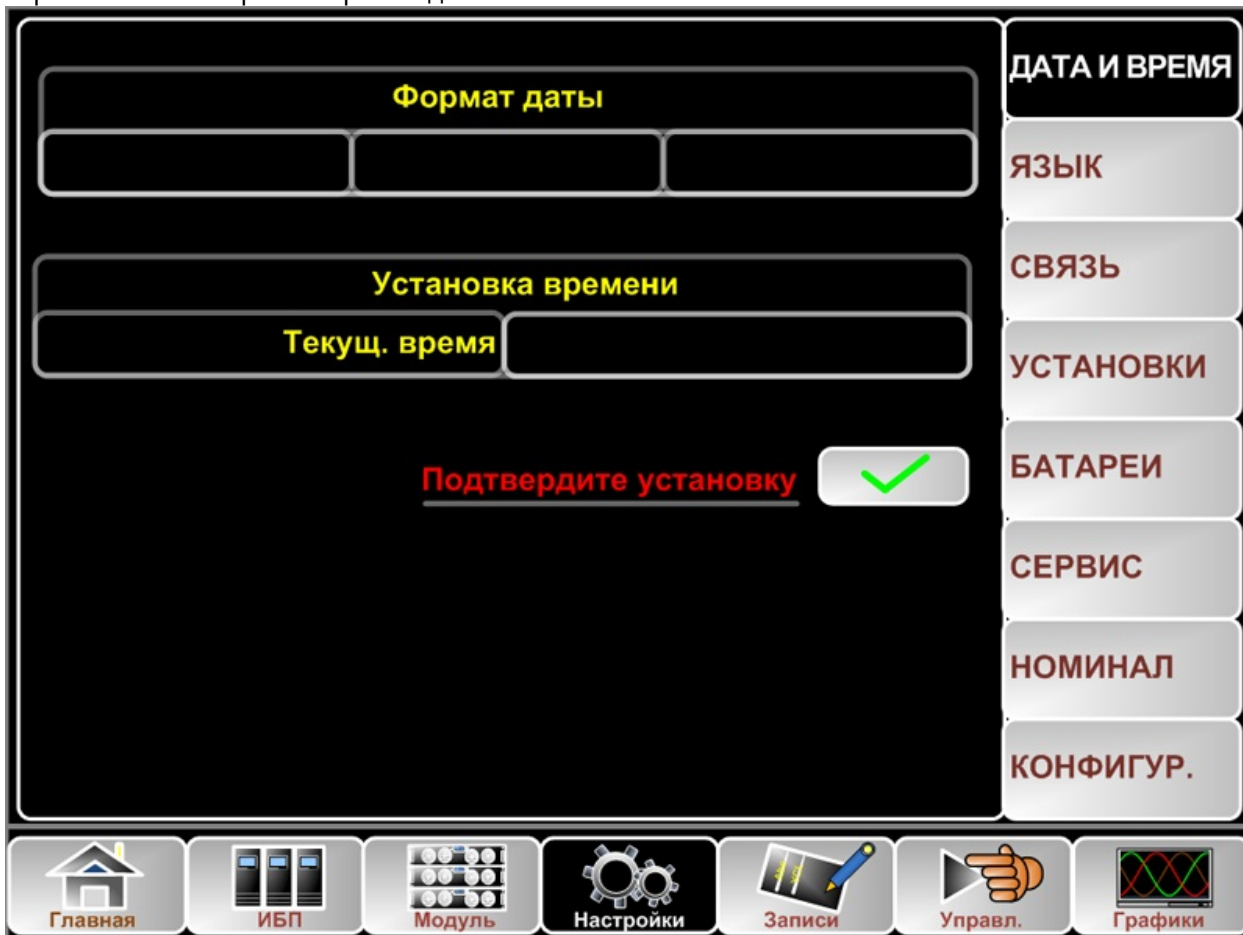 ДАТА И ВРЕМЯ
Формат даты
ЯЗЫК
СВЯЗЬ
Установка времени
Текущ. время
УСТАНОВКИ
БАТАРЕИ
Подтвердите установку
СЕРВИС
НОМИНАЛ
КОНФИГУР.
Главная
ИБП
Модуль
Настройки
Записи
Управл.
Графики